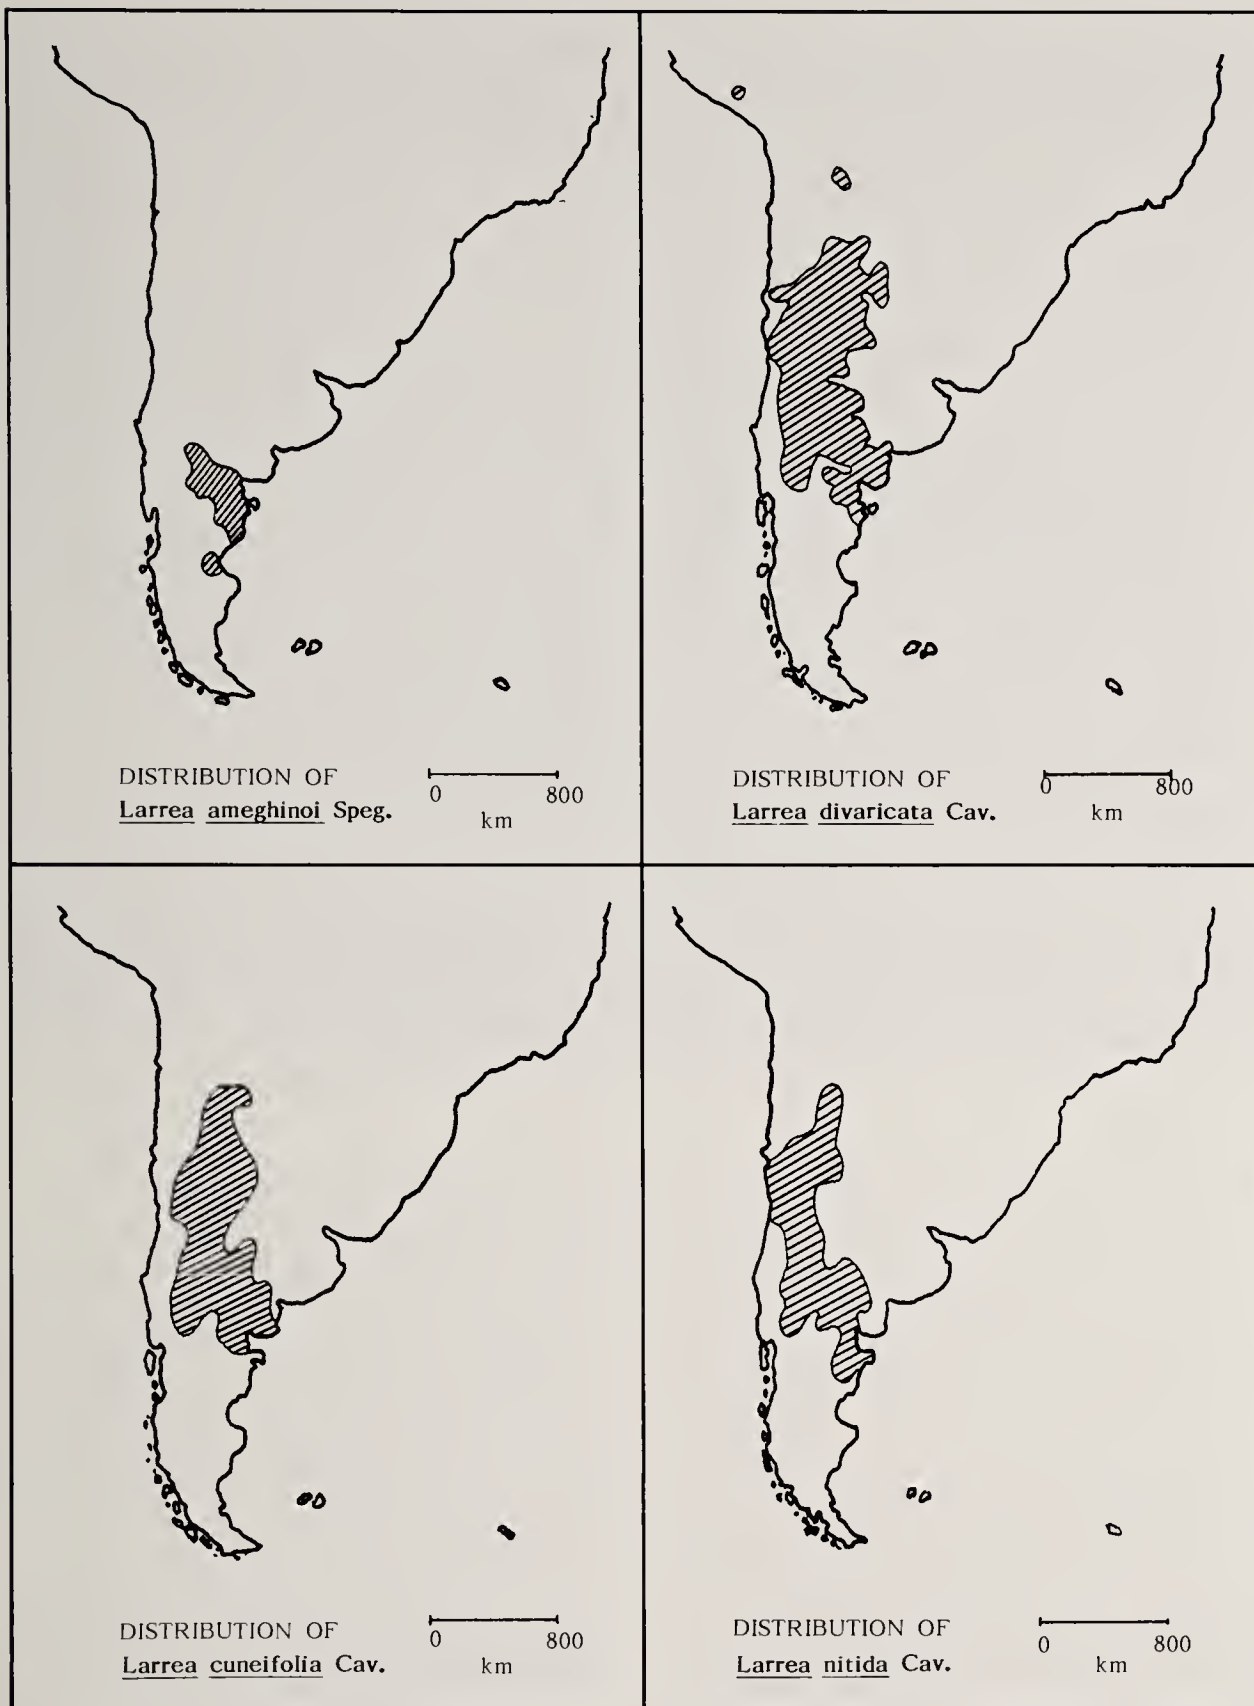 DISTRIBUTION OF
Larrea ameghinoi Speg.
0 800
km
DISTRIBUTION OF
Larrea divaricata Cav.
0 800
km
DISTRIBUTION OF
Larrea cuneifolia Cav.
0 800
km
DISTRIBUTION OF
Larrea nitida Cav.
0 800
km